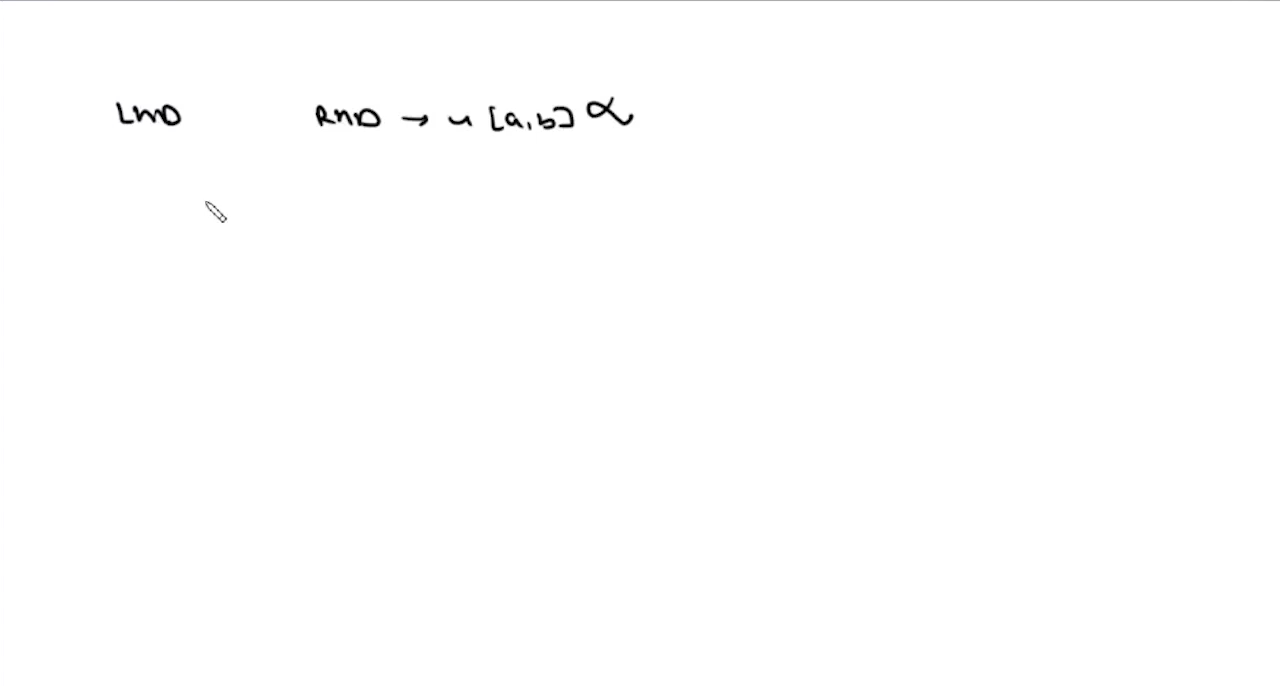 LMD RMD → u [a,b] α